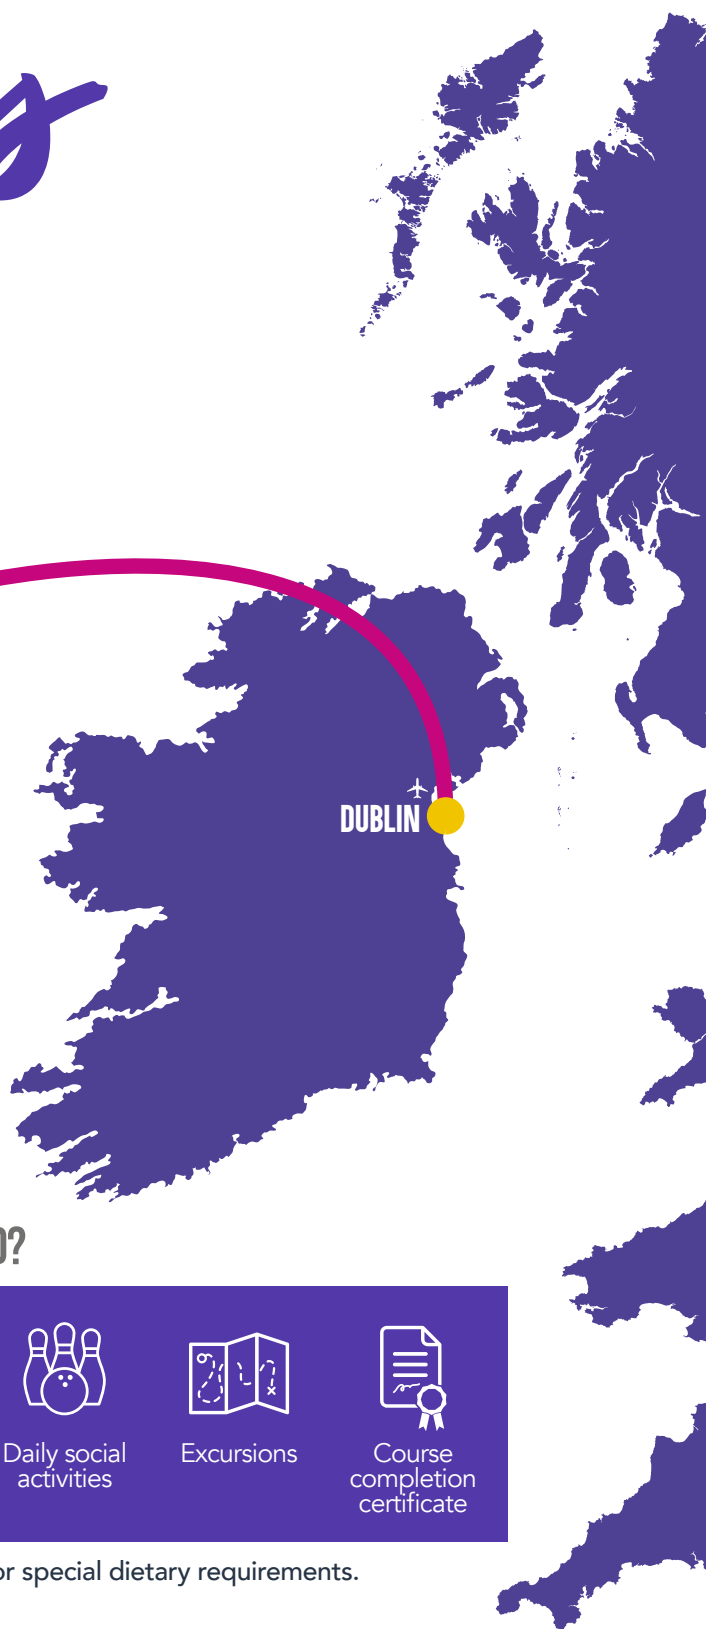 DUBLIN
?
Daily social
activities
Excursions
Course
completion
certificate
special dietary requirements.